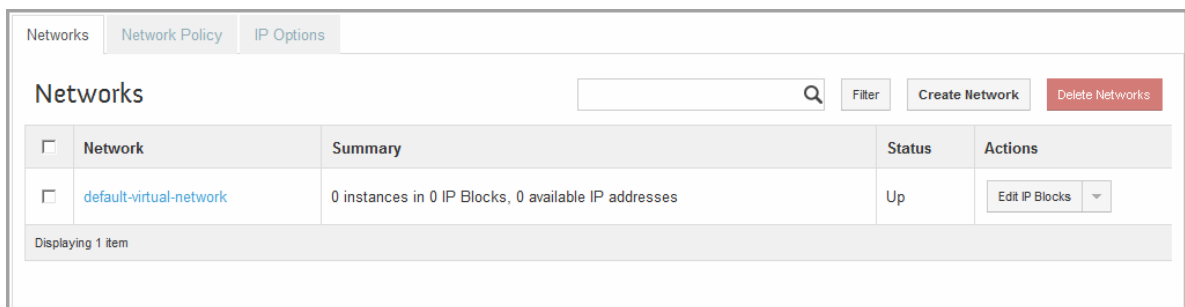 Networks Network Policy IP Options
Networks Filter Create Network Delete Networks
Network Summary Status Actions
default-virtual-network 0 instances in 0 IP Blocks, 0 available IP addresses Up Edit IP Blocks
Displaying 1 item